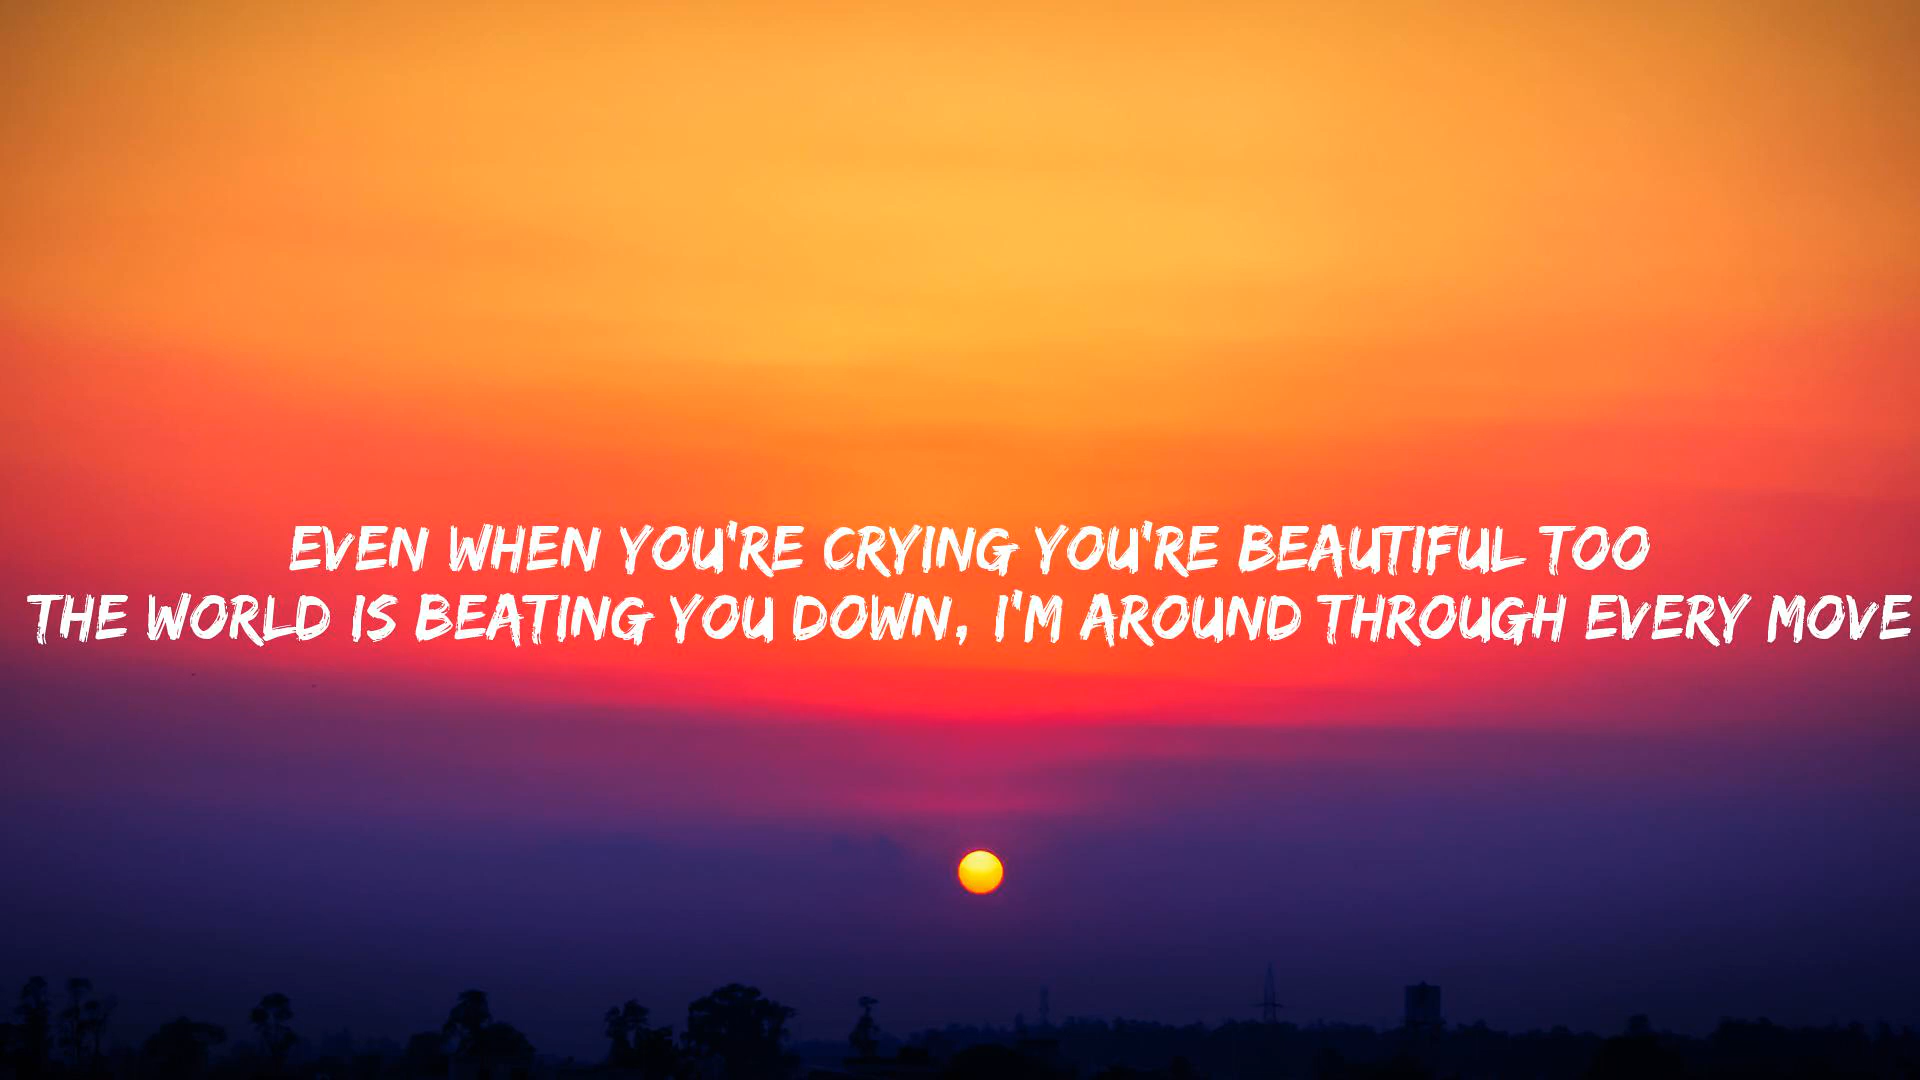 EVEN WHEN YOU'RE CRYING YOU'RE BEAUTIFUL TOO
THE WORLD IS BEATING YOU DOWN, I'M AROUND THROUGH EVERY MOVE